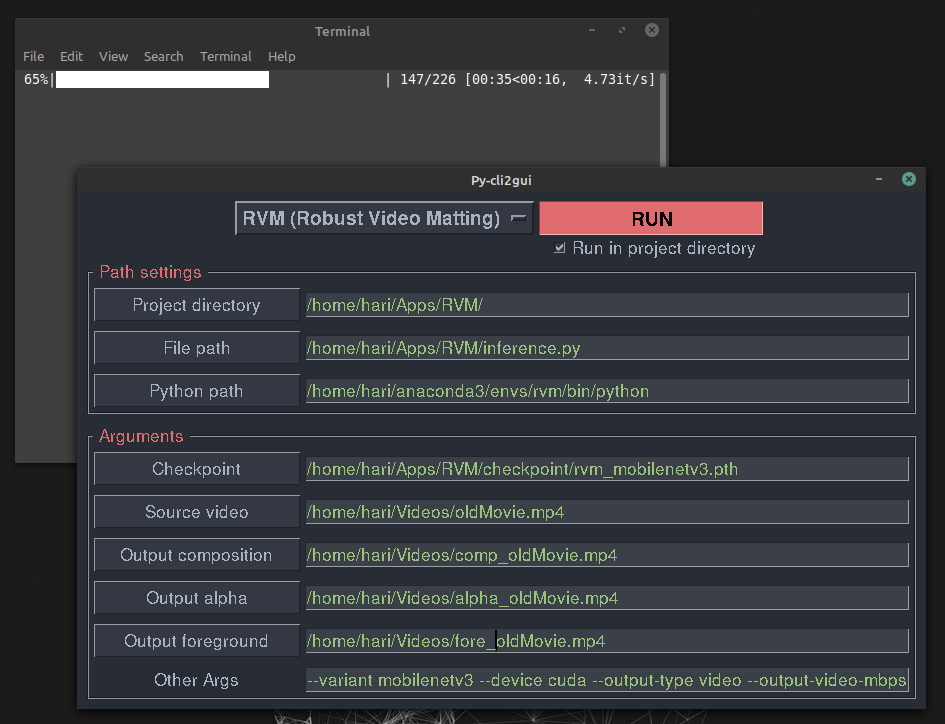 Terminal
File Edit View Search Terminal Help
65%| | 147/226 [00:35<00:16, 4.73it/s]
Py-cli2gui
RVM (Robust Video Matting) RUN
Run in project directory
Path settings
Project directory /home/hari/Apps/RVM/
File path /home/hari/Apps/RVM/inference.py
Python path /home/hari/anaconda3/envs/rvm/bin/python
Arguments
Checkpoint /home/hari/Apps/RVM/checkpoint/rvm_mobilenetv3.pth
Source video /home/hari/Videos/oldMovie.mp4
Output composition /home/hari/Videos/comp_oldMovie.mp4
Output alpha /home/hari/Videos/alpha_oldMovie.mp4
Output foreground /home/hari/Videos/fore_oldMovie.mp4
Other Args --variant mobilenetv3 --device cuda --output-type video --output-video-mbps